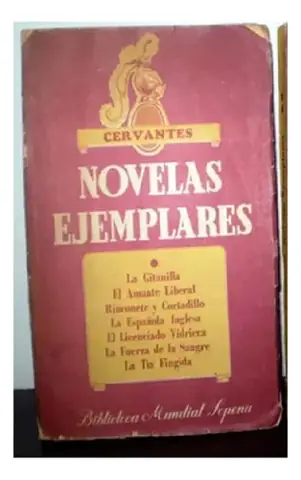 CERVANTES
NOVELAS
EJEMPLARES
La Gitanilla
El Amante Liberal
Rinconete y Cortadillo
La Española Inglesa
El Licenciado Vidriera
La Fuerza de la Sangre
La Tía Fingida
Biblioteca Mundial Sopena